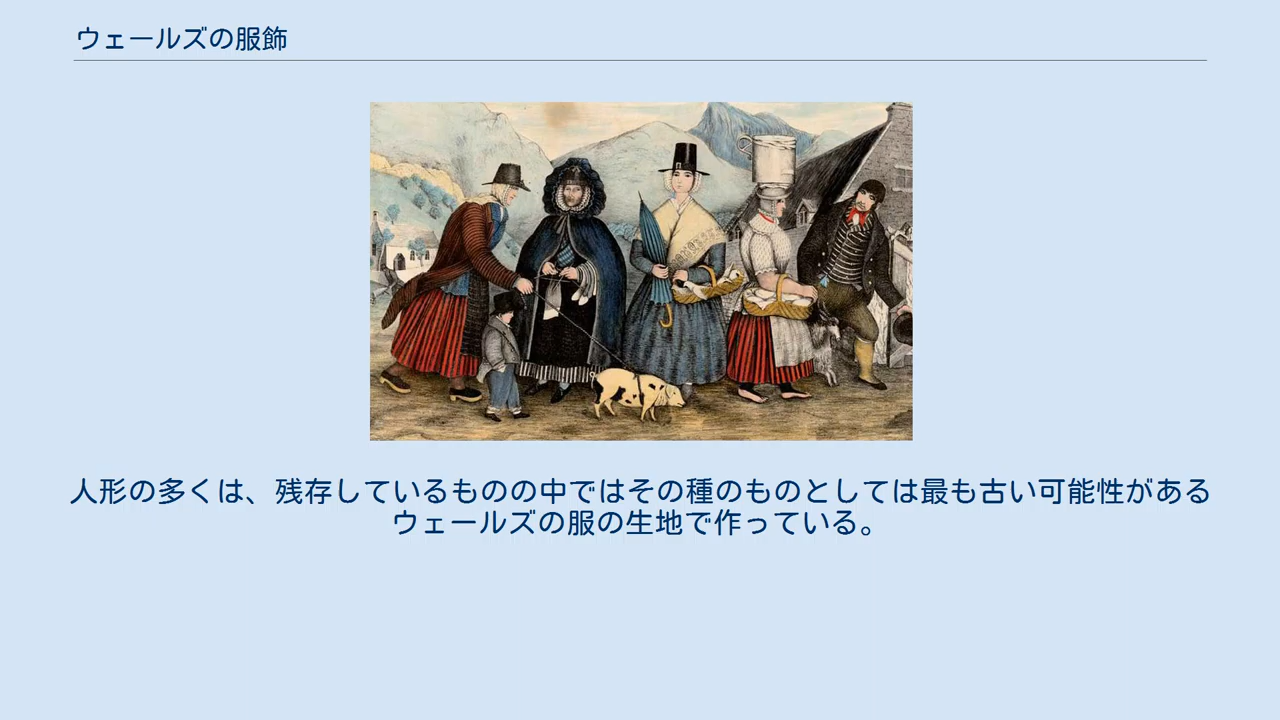 ウェールズの服飾
人形の多くは、残存しているものの中ではその種のものとしては最も古い可能性がある
ウェールズの服の生地で作っている。